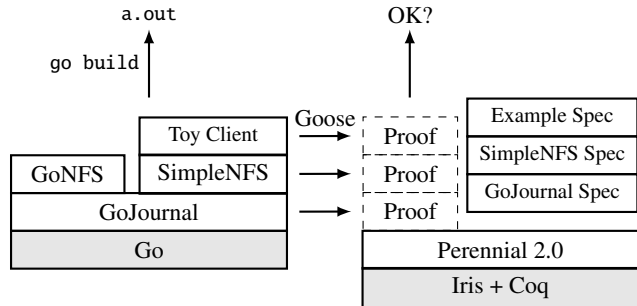 a.out
OK?
go build
Goose
Toy Client
Proof
Example Spec
GoNFS
SimpleNFS
Proof
SimpleNFS Spec
GoJournal
Proof
GoJournal Spec
Go
Perennial 2.0
Iris + Coq